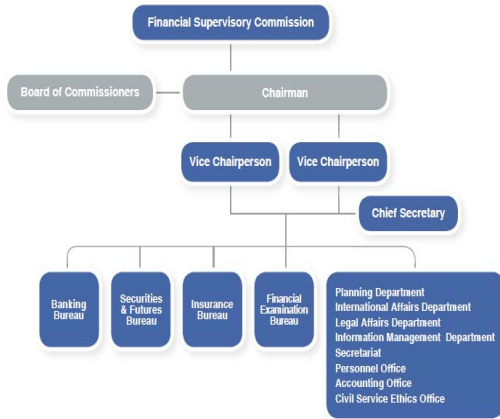 Financial Supervisory Commission
Board of Commissioners
Chairman
Vice Chairperson
Vice Chairperson
Chief Secretary
Banking
Bureau
Securities
& Futures
Bureau
Insurance
Bureau
Financial
Examination
Bureau
Planning Department
International Affairs Department
Legal Affairs Department
Information Management Department
Secretariat
Personnel Office
Accounting Office
Civil Service Ethics Office